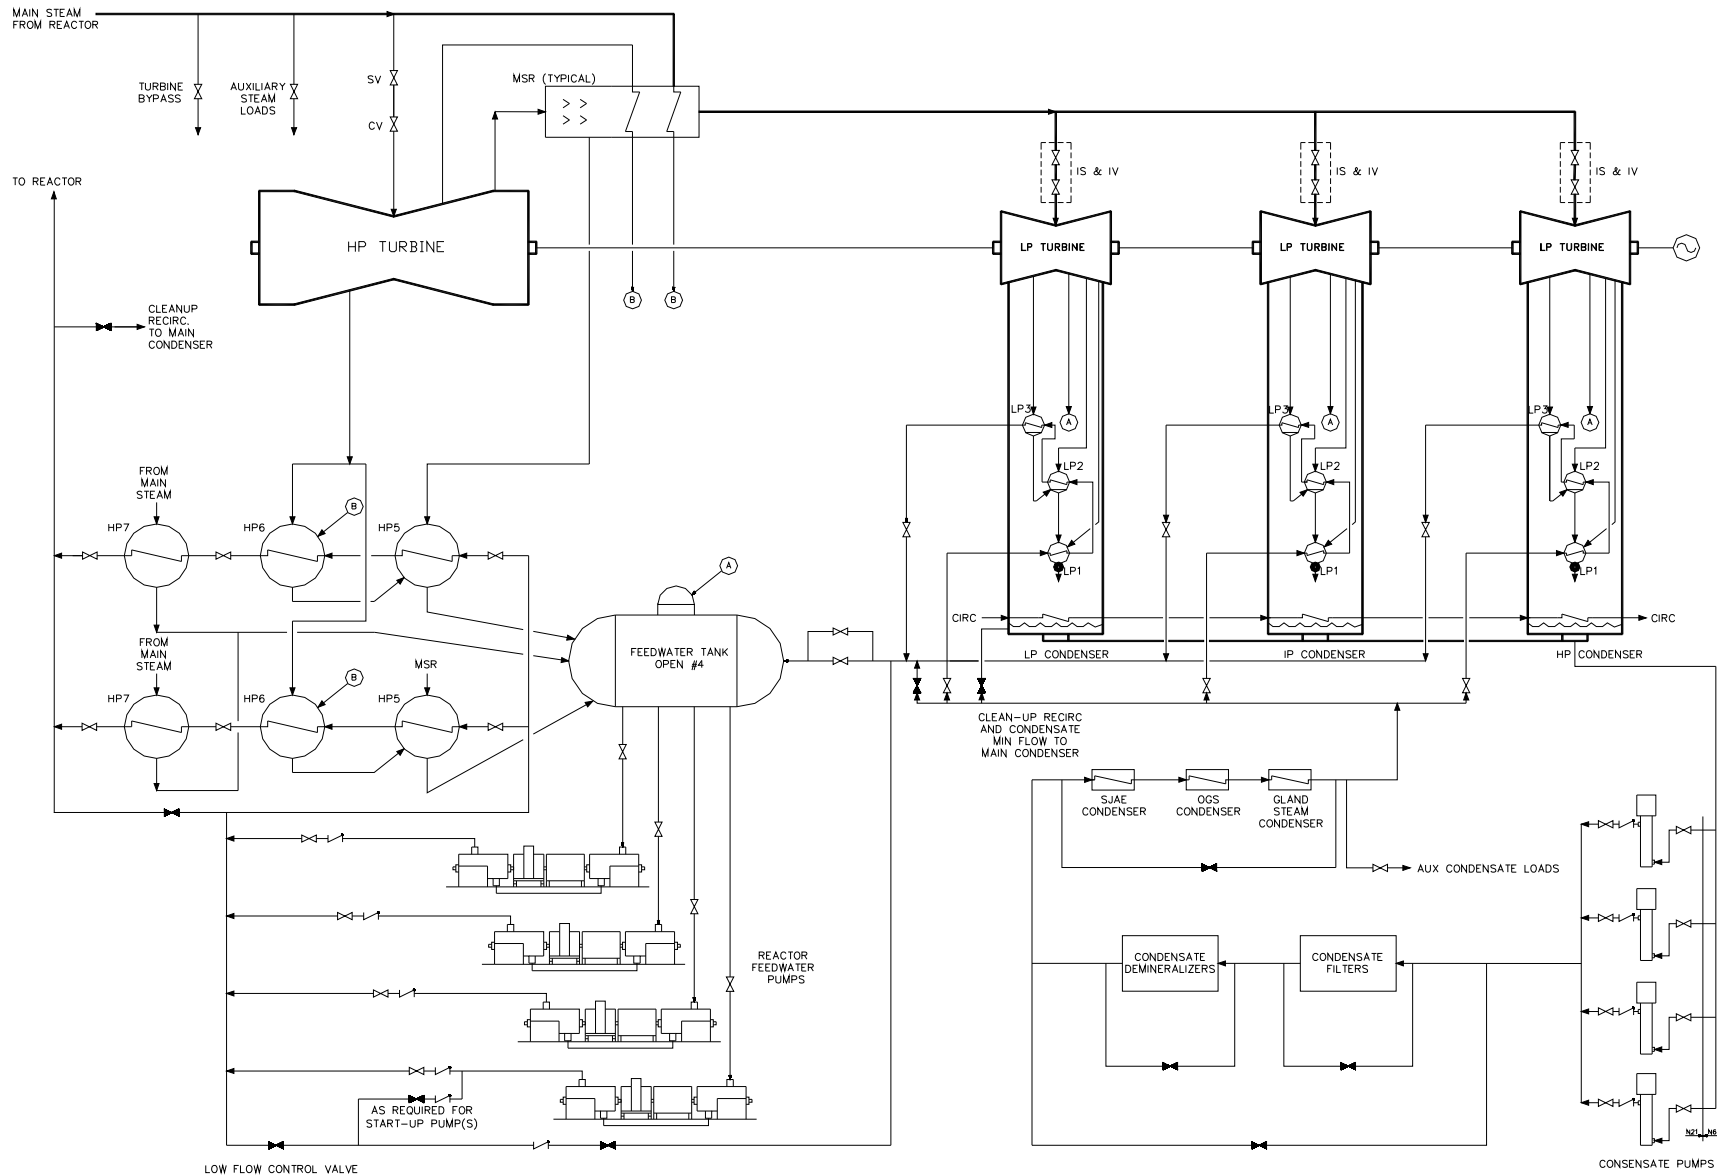 MAIN STEAM
FROM REACTOR
TURBINE
BYPASS
AUXILIARY
STEAM
LOADS
SV
CV
MSR (TYPICAL)
TO REACTOR
HP TURBINE
IS & IV
IS & IV
IS & IV
LP TURBINE
LP TURBINE
LP TURBINE
B
B
CLEANUP
RECIRC.
TO MAIN
CONDENSER
LP3
A
LP2
LP1
LP3
A
LP2
LP1
LP3
A
LP2
LP1
FROM
MAIN
STEAM
HP7
HP6
B
HP5
FROM
MAIN
STEAM
HP7
HP6
B
MSR
HP5
A
FEEDWATER TANK
OPEN #4
CIRC
CIRC
LP CONDENSER
IP CONDENSER
HP CONDENSER
CLEAN-UP RECIRC
AND CONDENSATE
MIN FLOW TO
MAIN CONDENSER
SJAE
CONDENSER
OGS
CONDENSER
GLAND
STEAM
CONDENSER
AUX CONDENSATE LOADS
CONDENSATE
DEMINERALIZERS
CONDENSATE
FILTERS
REACTOR
FEEDWATER
PUMPS
AS REQUIRED FOR
START-UP PUMP(S)
LOW FLOW CONTROL VALVE
N21
N6
CONSENSATE PUMPS